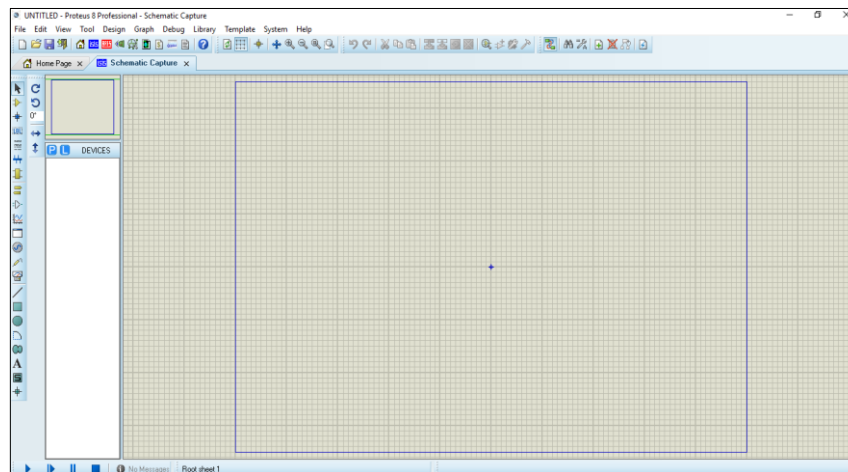 UNTITLED - Proteus 8 Professional - Schematic Capture
File Edit View Tool Design Graph Debug Library Template System Help
Home Page Schematic Capture
0°
P L DEVICES
LBL
A
No Messages Root sheet 1